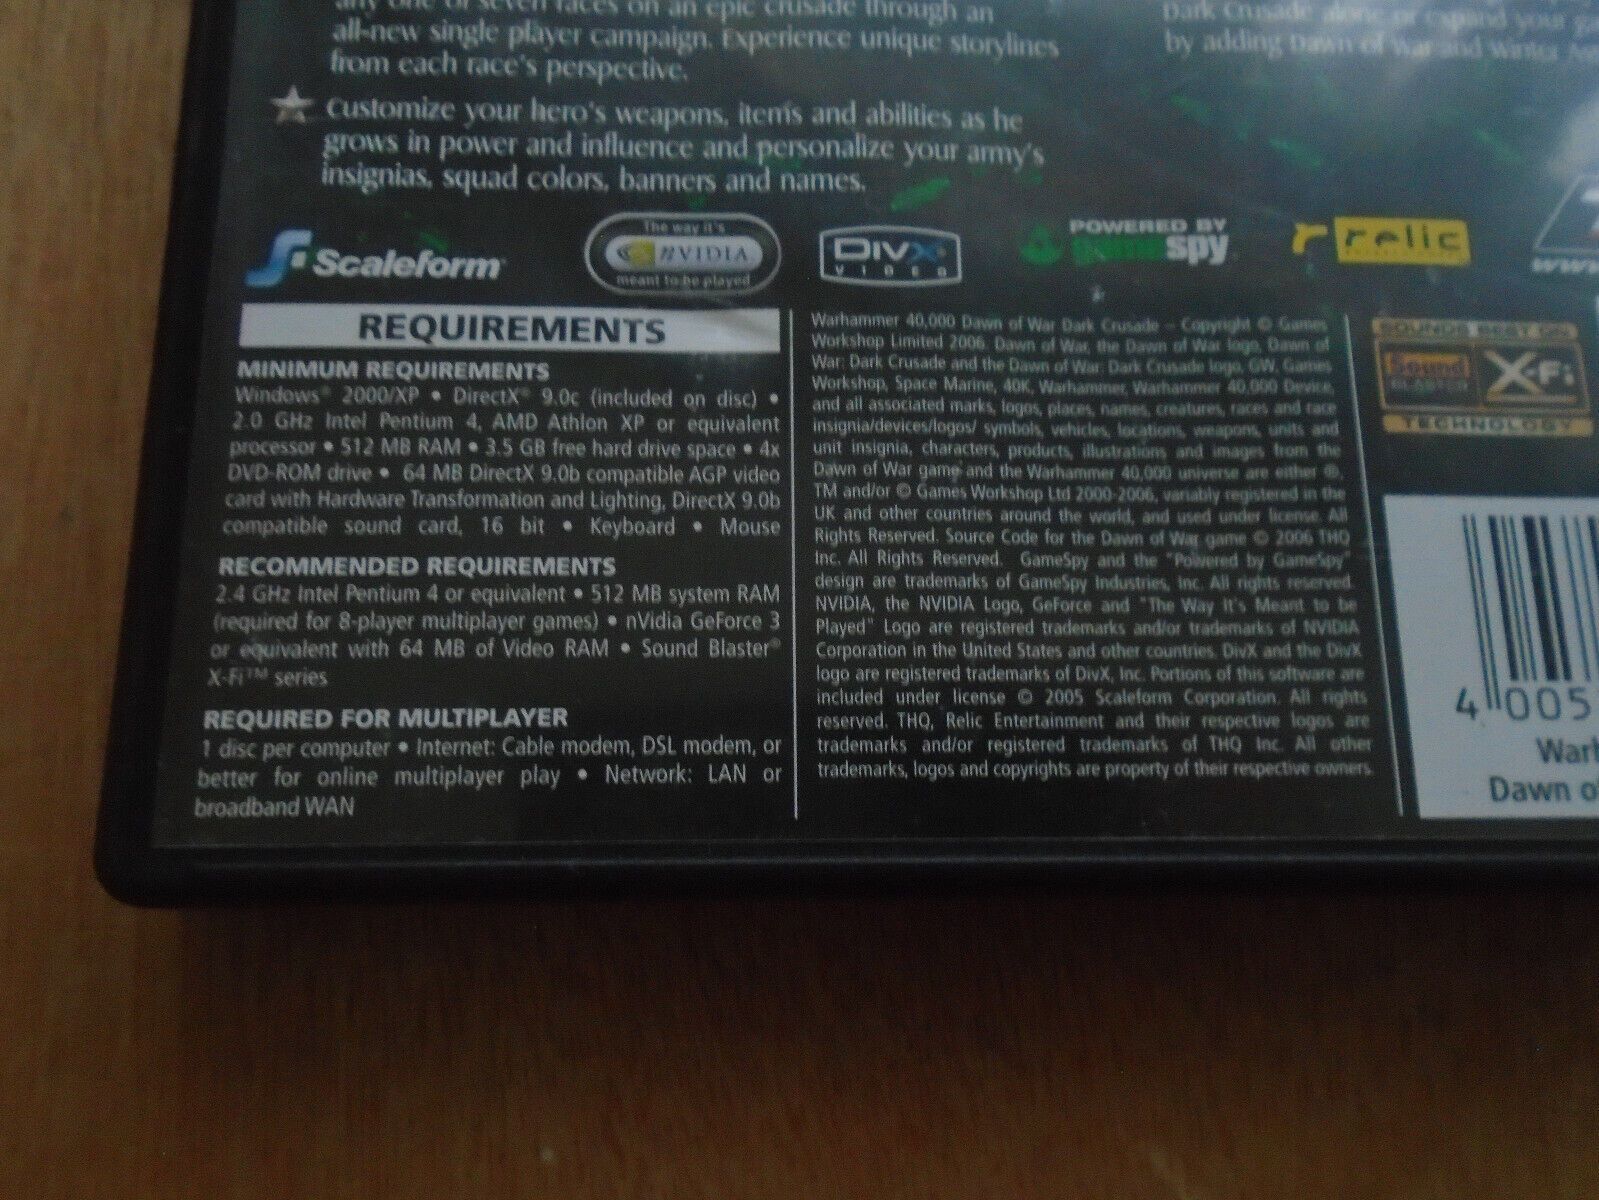 any one of seven races on an epic crusade through an
all-new single player campaign. Experience unique storylines
from each race's perspective.
Customize your hero's weapons, items and abilities as he
grows in power and influence and personalize your army's
insignias, squad colors, banners and names.
Dark Crusade alone or expand your
by adding Dawn of War and Winter
Scaleform
The way it's
NVIDIA
meant to be played
DivX
VIDEO
POWERED BY
gamespy
relic
REQUIREMENTS
MINIMUM REQUIREMENTS
Windows® 2000/XP • DirectX® 9.0c (included on disc) •
2.0 GHz Intel Pentium 4, AMD Athlon XP or equivalent
processor • 512 MB RAM • 3.5 GB free hard drive space • 4x
DVD-ROM drive • 64 MB DirectX 9.0b compatible AGP video
card with Hardware Transformation and Lighting, DirectX 9.0b
compatible sound card, 16 bit • Keyboard • Mouse
RECOMMENDED REQUIREMENTS
2.4 GHz Intel Pentium 4 or equivalent • 512 MB system RAM
(required for 8-player multiplayer games) • nVidia GeForce 3
or equivalent with 64 MB of Video RAM • Sound Blaster®
X-Fi™ series
REQUIRED FOR MULTIPLAYER
1 disc per computer • Internet: Cable modem, DSL modem, or
better for online multiplayer play • Network: LAN or
broadband WAN
Warhammer 40,000 Dawn of War Dark Crusade – Copyright © Games
Workshop Limited 2006. Dawn of War, the Dawn of War logo, Dawn of
War: Dark Crusade and the Dawn of War: Dark Crusade logo, GW, Games
Workshop, Space Marine, 40K, Warhammer, Warhammer 40,000 Device,
and all associated marks, logos, places, names, creatures, races and race
insignia/devices/logos/ symbols, vehicles, locations, weapons, units and
unit insignia, characters, products, illustrations and images from the
Dawn of War game and the Warhammer 40,000 universe are either ®,
TM and/or © Games Workshop Ltd 2000-2006, variably registered in the
UK and other countries around the world, and used under license. All
Rights Reserved. Source Code for the Dawn of War game © 2006 THQ
Inc. All Rights Reserved. GameSpy and the "Powered by GameSpy"
design are trademarks of GameSpy Industries, Inc. All rights reserved.
NVIDIA, the NVIDIA Logo, GeForce and "The Way It's Meant to be
Played" Logo are registered trademarks and/or trademarks of NVIDIA
Corporation in the United States and other countries. DivX and the DivX
logo are registered trademarks of DivX, Inc. Portions of this software are
included under license © 2005 Scaleform Corporation. All rights
reserved. THQ, Relic Entertainment and their respective logos are
trademarks and/or registered trademarks of THQ Inc. All other
trademarks, logos and copyrights are property of their respective owners.
SOUNDS BEST ON
Sound
BLASTER
X-Fi
TECHNOLOGY
4 005
Warh
Dawn o